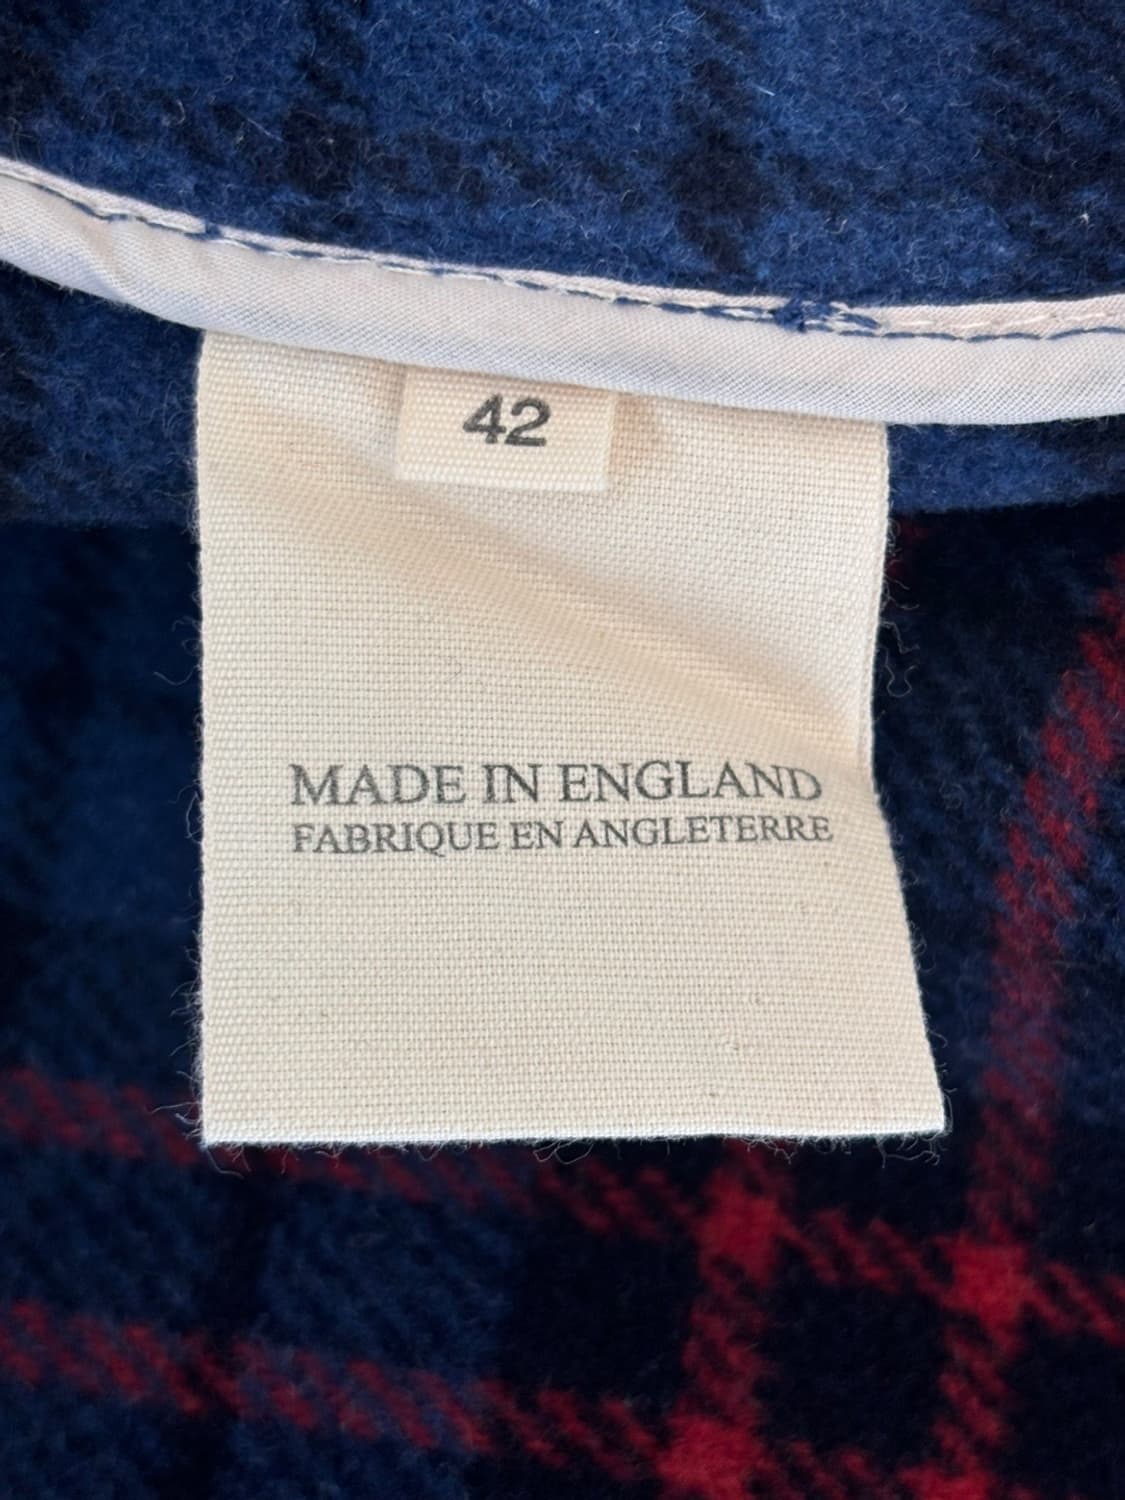 42
MADE IN ENGLAND
FABRIQUE EN ANGLETERRE